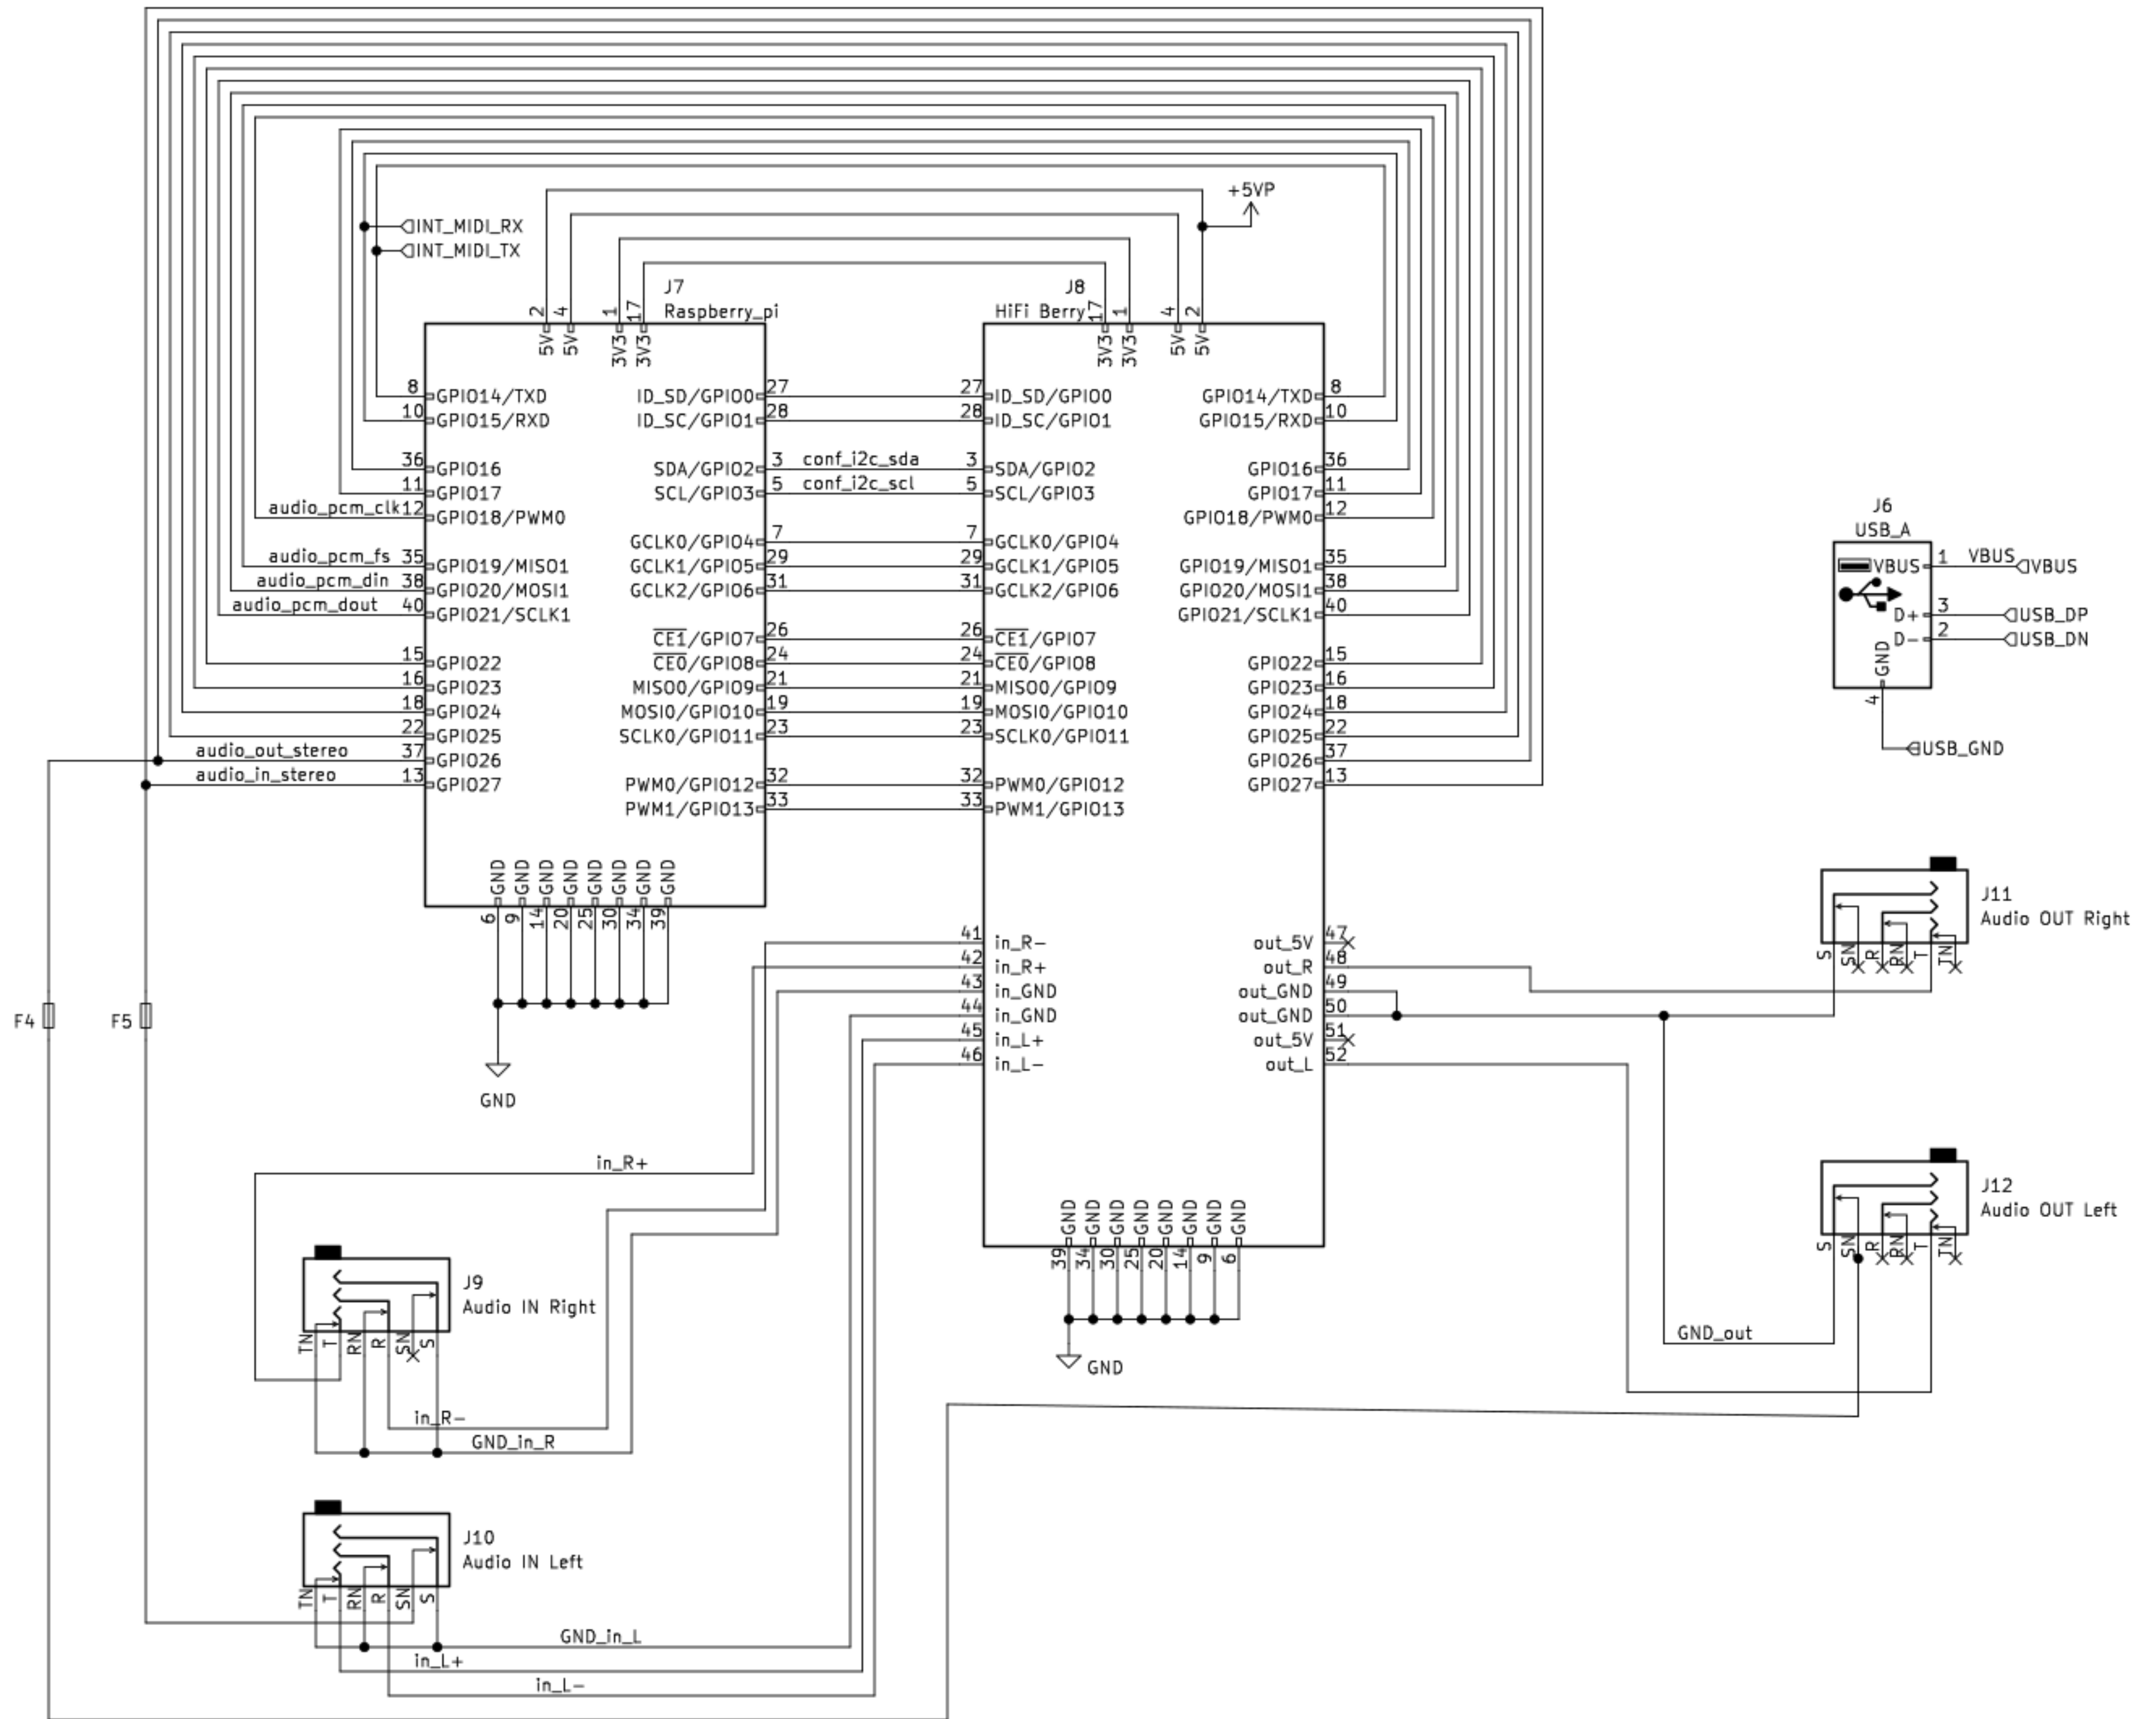 +5VP
INT_MIDI_RX
INT_MIDI_TX
J7
Raspberry_pi
J8
HiFi Berry
2
4
1
17
17
1
4
2
5V
5V
3V3
3V3
3V3
3V3
5V
5V
8 GPIO14/TXD
10 GPIO15/RXD
36 GPIO16
11 GPIO17
audio_pcm_clk 12 GPIO18/PWM0
audio_pcm_fs 35 GPIO19/MISO1
audio_pcm_din 38 GPIO20/MOSI1
audio_pcm_dout 40 GPIO21/SCLK1
15 GPIO22
16 GPIO23
18 GPIO24
22 GPIO25
audio_out_stereo 37 GPIO26
audio_in_stereo 13 GPIO27
ID_SD/GPIO0 27
ID_SC/GPIO1 28
SDA/GPIO2 3 conf_i2c_sda
SCL/GPIO3 5 conf_i2c_scl
GCLK0/GPIO4 7
GCLK1/GPIO5 29
GCLK2/GPIO6 31
CE1/GPIO7 26
CE0/GPIO8 24
MISO0/GPIO9 21
MOSI0/GPIO10 19
SCLK0/GPIO11 23
PWM0/GPIO12 32
PWM1/GPIO13 33
GND GND GND GND GND GND GND GND
6 9 14 20 25 30 34 39
GND
27 ID_SD/GPIO0
28 ID_SC/GPIO1
3 SDA/GPIO2
5 SCL/GPIO3
7 GCLK0/GPIO4
29 GCLK1/GPIO5
31 GCLK2/GPIO6
26 CE1/GPIO7
24 CE0/GPIO8
21 MISO0/GPIO9
19 MOSI0/GPIO10
23 SCLK0/GPIO11
32 PWM0/GPIO12
33 PWM1/GPIO13
41 in_R-
42 in_R+
43 in_GND
44 in_GND
45 in_L+
46 in_L-
GPIO14/TXD 8
GPIO15/RXD 10
GPIO16 36
GPIO17 11
GPIO18/PWM0 12
GPIO19/MISO1 35
GPIO20/MOSI1 38
GPIO21/SCLK1 40
GPIO22 15
GPIO23 16
GPIO24 18
GPIO25 22
GPIO26 37
GPIO27 13
out_5V 47
out_R 48
out_GND 49
out_GND 50
out_5V 51
out_L 52
GND GND GND GND GND GND GND GND
39 34 30 25 20 14 9 6
GND
J6
USB_A
VBUS 1 VBUS VBUS
D+ 3 USB_DP
D- 2 USB_DN
GND
4
USB_GND
J11
Audio OUT Right
S SN R RN T TN
J12
Audio OUT Left
S SN R RN T TN
GND_out
F4
F5
in_R+
J9
Audio IN Right
TN T RN R SN S
in_R-
GND_in_R
J10
Audio IN Left
TN T RN R SN S
GND_in_L
in_L+
in_L-